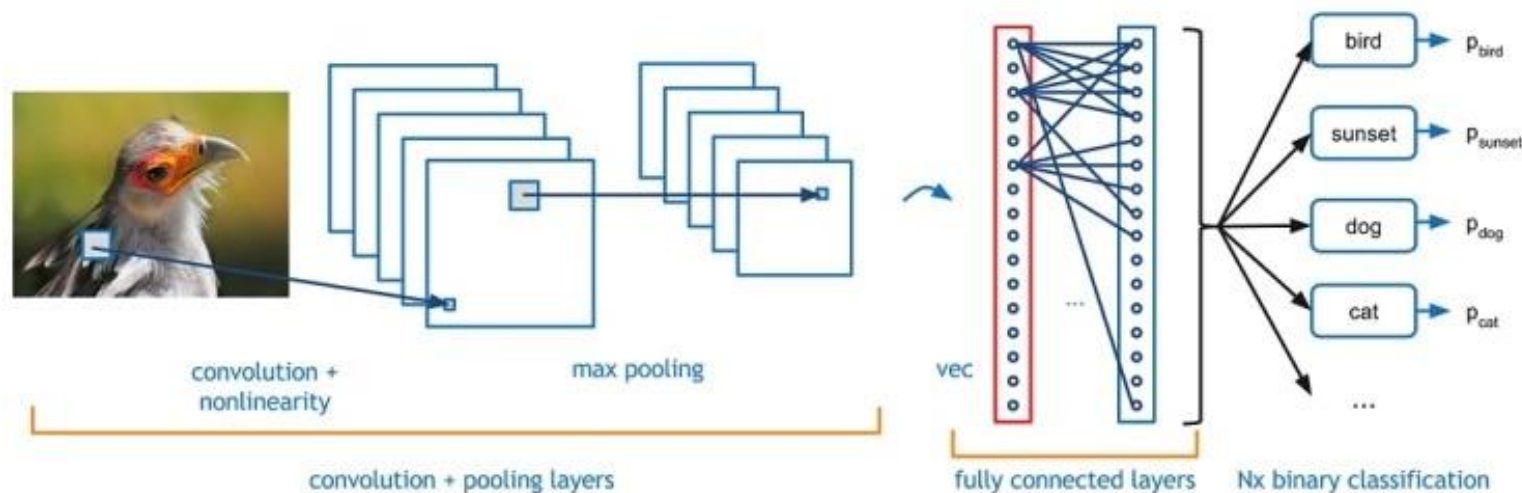 bird
p_bird
sunset
p_sunset
dog
p_dog
cat
p_cat
...
...
convolution +
nonlinearity
max pooling
vec
convolution + pooling layers
fully connected layers
Nx binary classification